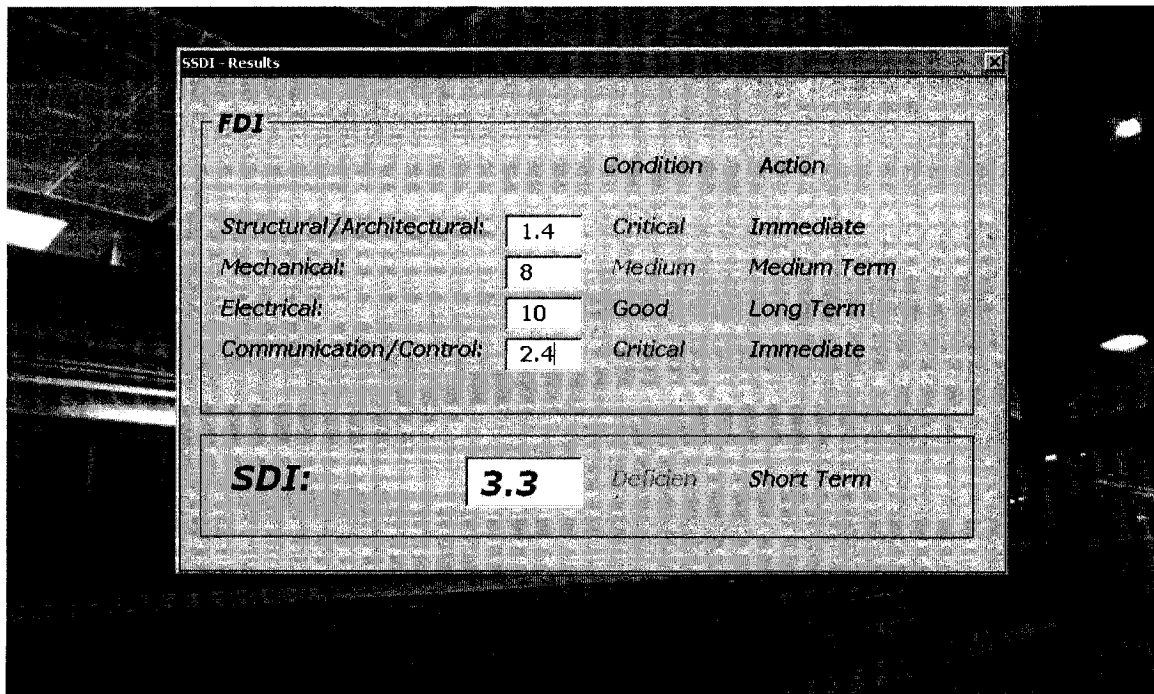 SSDI - Results
FDI
Condition Action
Structural/Architectural: 1.4 Critical Immediate
Mechanical: 8 Medium Medium Term
Electrical: 10 Good Long Term
Communication/Control: 2.4 Critical Immediate
SDI: 3.3 Deficien Short Term